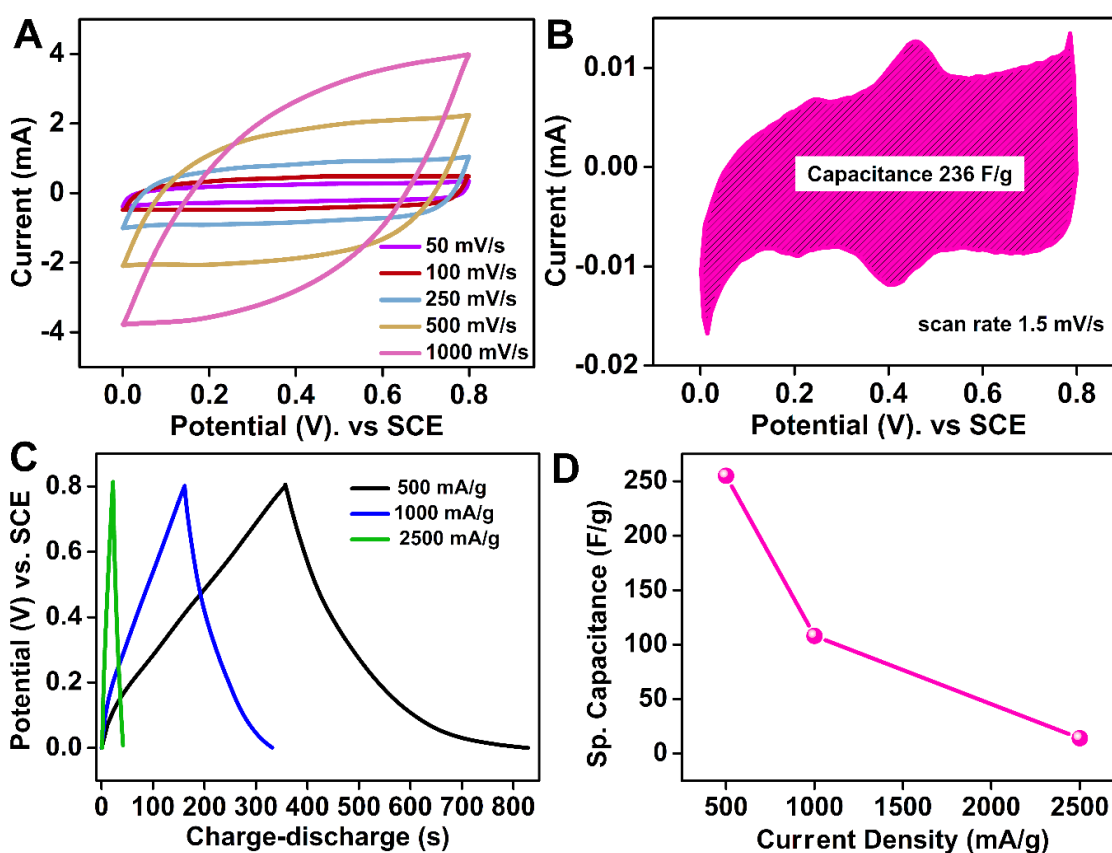 A
Current (mA)
4
2
0
-2
-4
50 mV/s
100 mV/s
250 mV/s
500 mV/s
1000 mV/s
0.0 0.2 0.4 0.6 0.8
Potential (V). vs SCE
B
Current (mA)
0.01
0.00
-0.01
-0.02
Capacitance 236 F/g
scan rate 1.5 mV/s
0.0 0.2 0.4 0.6 0.8
Potential (V). vs SCE
C
Potential (V) vs. SCE
0.8
0.6
0.4
0.2
0.0
500 mA/g
1000 mA/g
2500 mA/g
0 100 200 300 400 500 600 700 800
Charge-discharge (s)
D
Sp. Capacitance (F/g)
250
200
150
100
50
0
500 1000 1500 2000 2500
Current Density (mA/g)